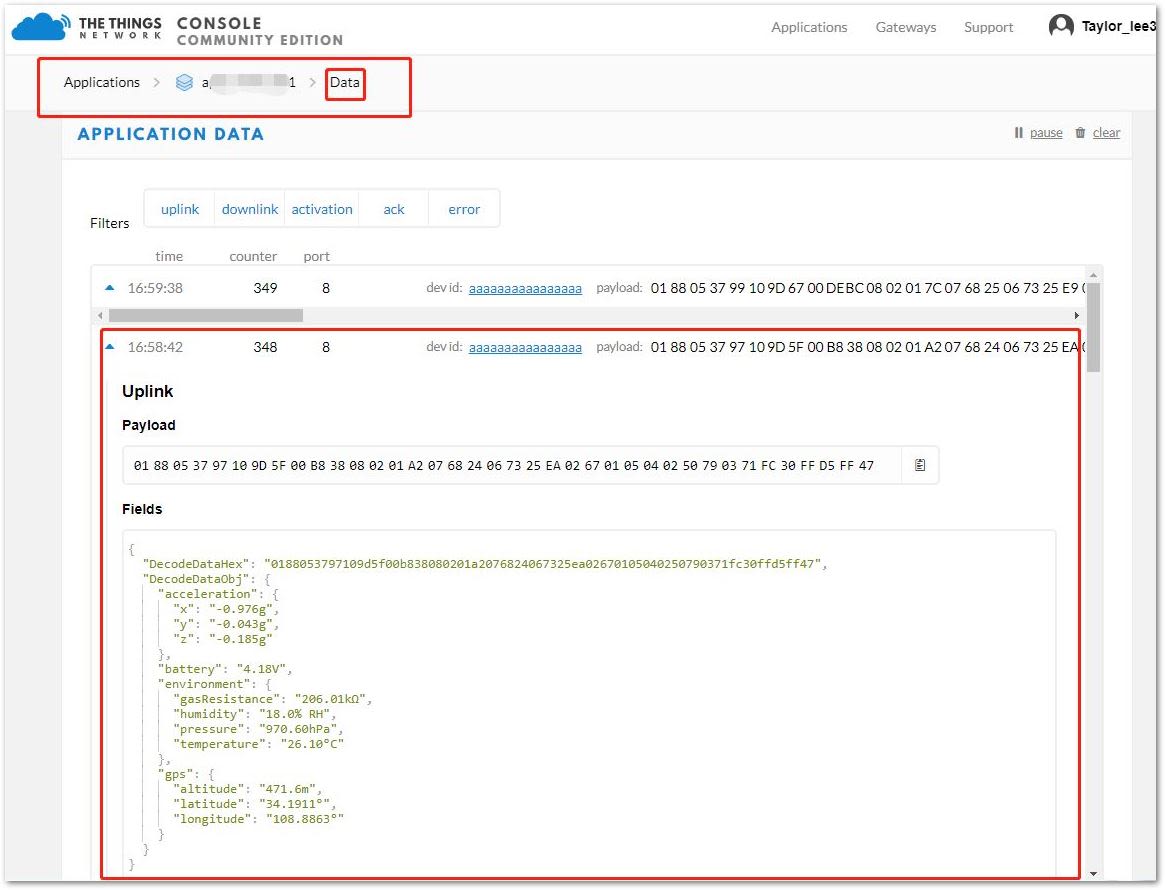 THE THINGS NETWORK CONSOLE COMMUNITY EDITION
Applications Gateways Support Taylor_lee3
Applications > > Data
APPLICATION DATA
pause clear
Filters uplink downlink activation ack error
time counter port
16:59:38 349 8 dev id: aaaaaaaaaaaaaaaa payload: 01 88 05 37 99 10 9D 67 00 DE BC 08 02 01 7C 07 68 25 06 73 25 E9
16:58:42 348 8 dev id: aaaaaaaaaaaaaaaa payload: 01 88 05 37 97 10 9D 5F 00 B8 38 08 02 01 A2 07 68 24 06 73 25 EA
Uplink
Payload
01 88 05 37 97 10 9D 5F 00 B8 38 08 02 01 A2 07 68 24 06 73 25 EA 02 67 01 05 04 02 50 79 03 71 FC 30 FF D5 FF 47
Fields
{
"DecodeDataHex": "0188053797109d5f00b838080201a2076824067325ea02670105040250790371fc30ffd5ff47",
"DecodeDataObj": {
"acceleration": {
"x": "-0.976g",
"y": "-0.043g",
"z": "-0.185g"
},
"battery": "4.18V",
"environment": {
"gasResistance": "206.01kΩ",
"humidity": "18.0% RH",
"pressure": "970.60hPa",
"temperature": "26.10°C"
},
"gps": {
"altitude": "471.6m",
"latitude": "34.1911°",
"longitude": "108.8863°"
}
}
}